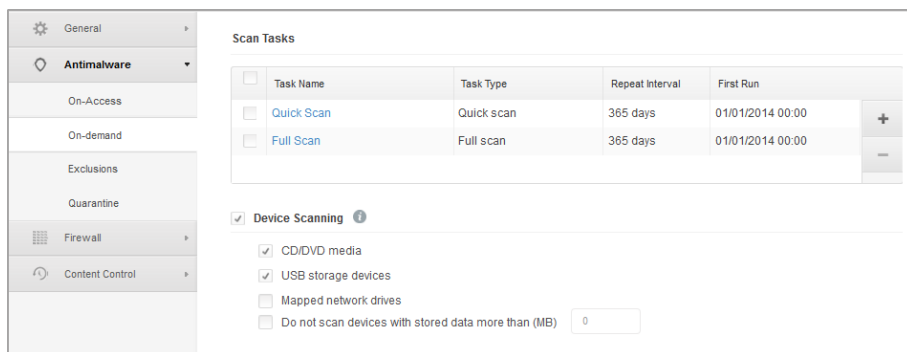 General
Antimalware
On-Access
On-demand
Exclusions
Quarantine
Firewall
Content Control
Scan Tasks
Task Name Task Type Repeat Interval First Run
Quick Scan Quick scan 365 days 01/01/2014 00:00
Full Scan Full scan 365 days 01/01/2014 00:00
Device Scanning
CD/DVD media
USB storage devices
Mapped network drives
Do not scan devices with stored data more than (MB) 0